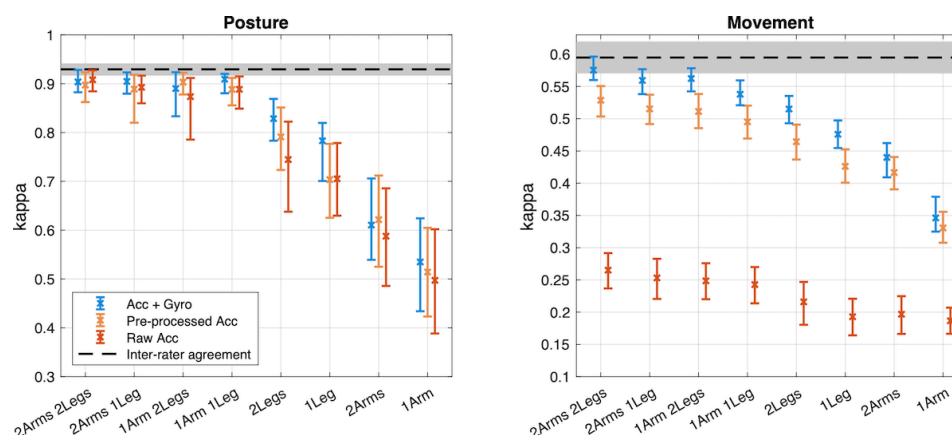 Posture
1
0.9
0.8
0.7
0.6
0.5
0.4
0.3
kappa
Acc + Gyro
Pre-processed Acc
Raw Acc
Inter-rater agreement
2Arms 2Legs
2Arms 1Leg
1Arm 2Legs
1Arm 1Leg
2Legs
1Leg
2Arms
1Arm
Movement
0.6
0.55
0.5
0.45
0.4
0.35
0.3
0.25
0.2
0.15
0.1
kappa
2Arms 2Legs
2Arms 1Leg
1Arm 2Legs
1Arm 1Leg
2Legs
1Leg
2Arms
1Arm